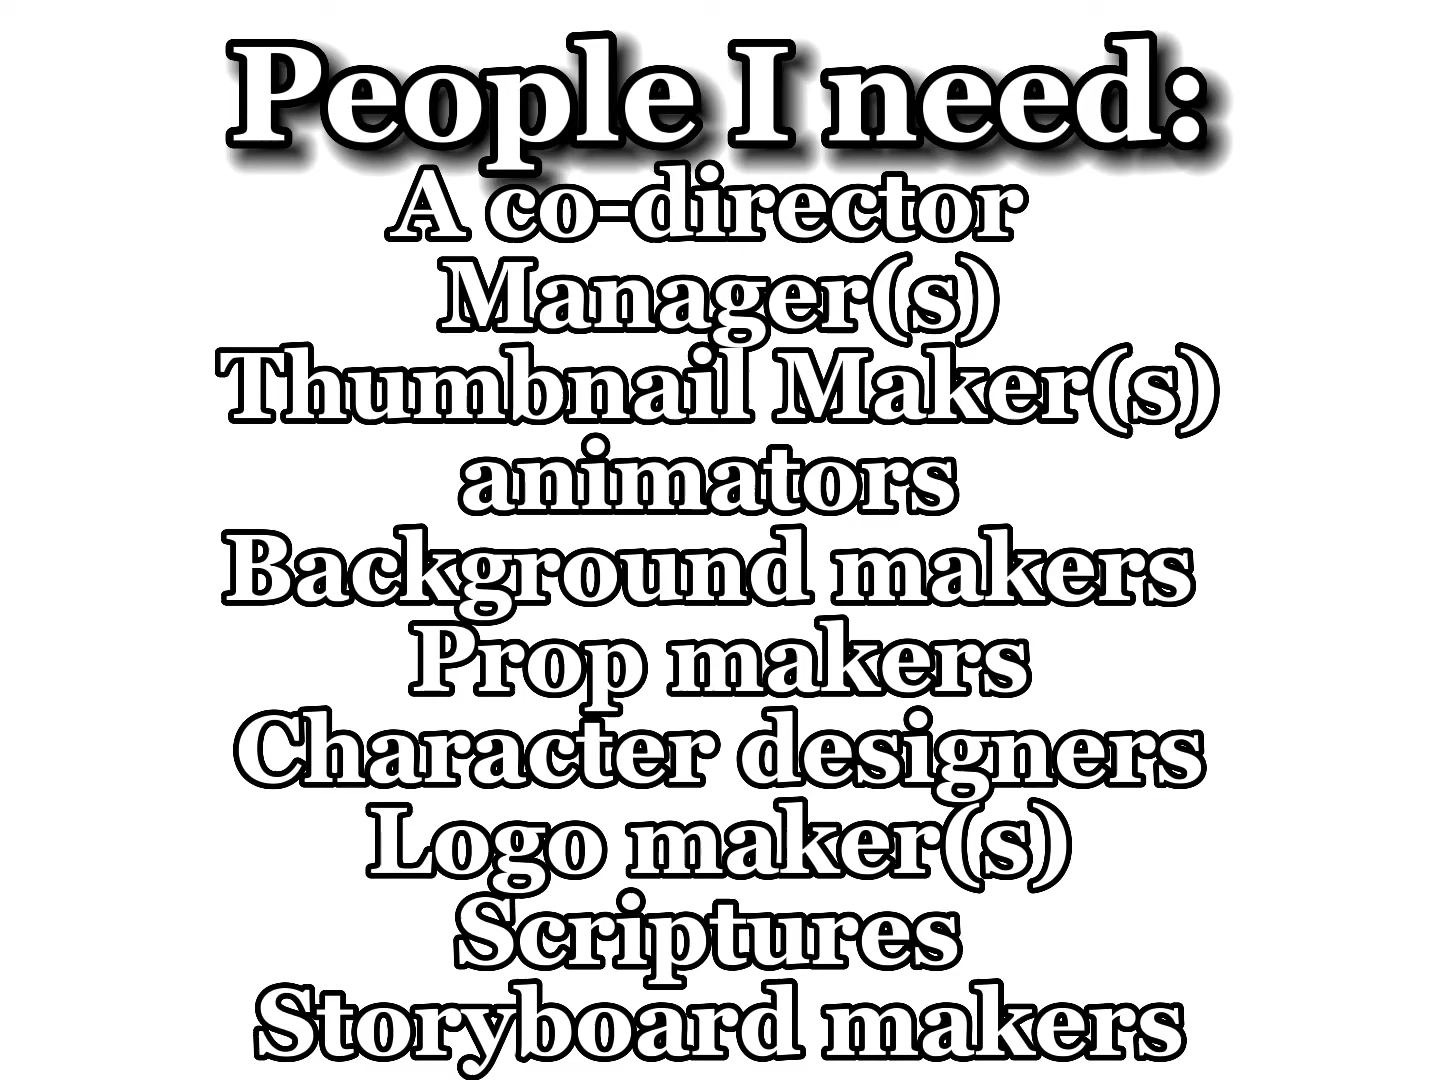 People I need:
A co-director
Manager(s)
Thumbnail Maker(s)
animators
Background makers
Prop makers
Character designers
Logo maker(s)
Scriptures
Storyboard makers